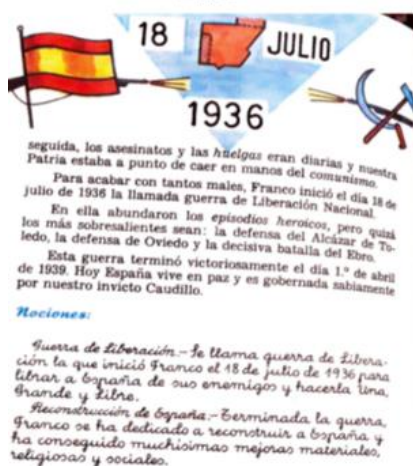 18 JULIO
1936
seguida, los asesinatos y las huelgas eran diarias y nuestra
Patria estaba a punto de caer en manos del comunismo.
Para acabar con tantos males, Franco inició el día 18 de
julio de 1936 la llamada guerra de Liberación Nacional.
En ella abundaron los episodios heroicos, pero quizá
los más sobresalientes sean: la defensa del Alcázar de To-
ledo, la defensa de Oviedo y la decisiva batalla del Ebro.
Esta guerra terminó victoriosamente el día 1.º de abril
de 1939. Hoy España vive en paz y es gobernada sabiamente
por nuestro invicto Caudillo.
Nociones:
Guerra de Liberación.- Se llama guerra de Libera-
ción la que inició Franco el 18 de julio de 1936 para
librar a España de sus enemigos y hacerla Una,
Grande y Libre.
Reconstrucción de España.- Terminada la guerra,
Franco se ha dedicado a reconstruir a España y
ha conseguido muchísimas mejoras materiales,
religiosas y sociales.